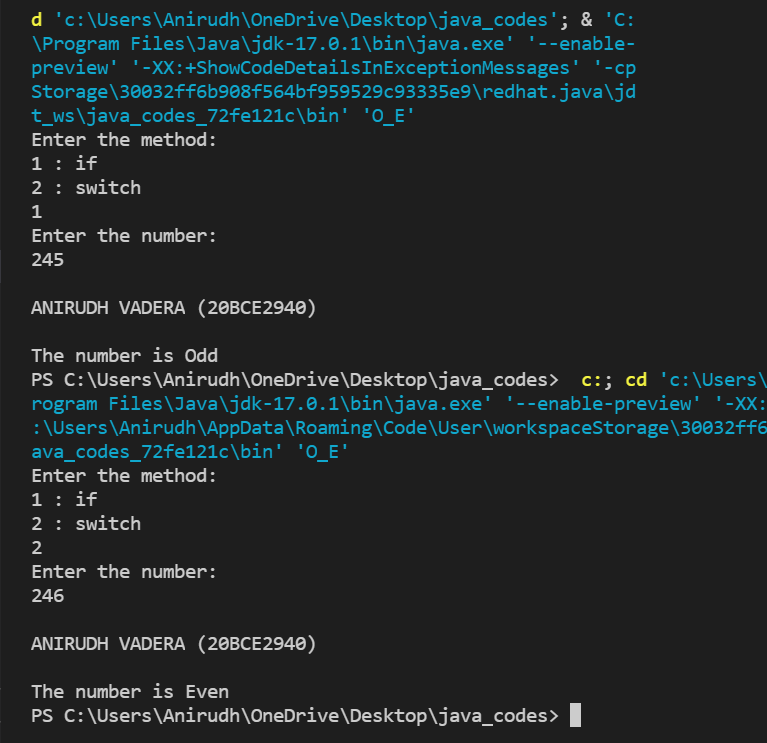 d 'c:\Users\Anirudh\OneDrive\Desktop\java_codes'; & 'C:
\Program Files\Java\jdk-17.0.1\bin\java.exe' '--enable-
preview' '-XX:+ShowCodeDetailsInExceptionMessages' '-cp
Storage\30032ff6b908f564bf959529c93335e9\redhat.java\jd
t_ws\java_codes_72fe121c\bin' 'O_E'
Enter the method:
1 : if
2 : switch
1
Enter the number:
245
ANIRUDH VADERA (20BCE2940)
The number is Odd
PS C:\Users\Anirudh\OneDrive\Desktop\java_codes>  c:; cd 'c:\Users\
rogram Files\Java\jdk-17.0.1\bin\java.exe' '--enable-preview' '-XX:
:\Users\Anirudh\AppData\Roaming\Code\User\workspaceStorage\30032ff6
ava_codes_72fe121c\bin' 'O_E'
Enter the method:
1 : if
2 : switch
2
Enter the number:
246
ANIRUDH VADERA (20BCE2940)
The number is Even
PS C:\Users\Anirudh\OneDrive\Desktop\java_codes>